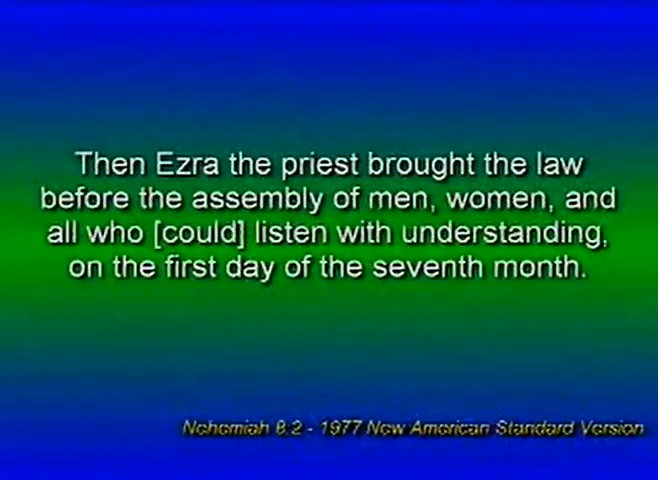 Then Ezra the priest brought the law
before the assembly of men, women, and
all who [could] listen with understanding,
on the first day of the seventh month.
Nehemiah 8:2 - 1977 New American Standard Version